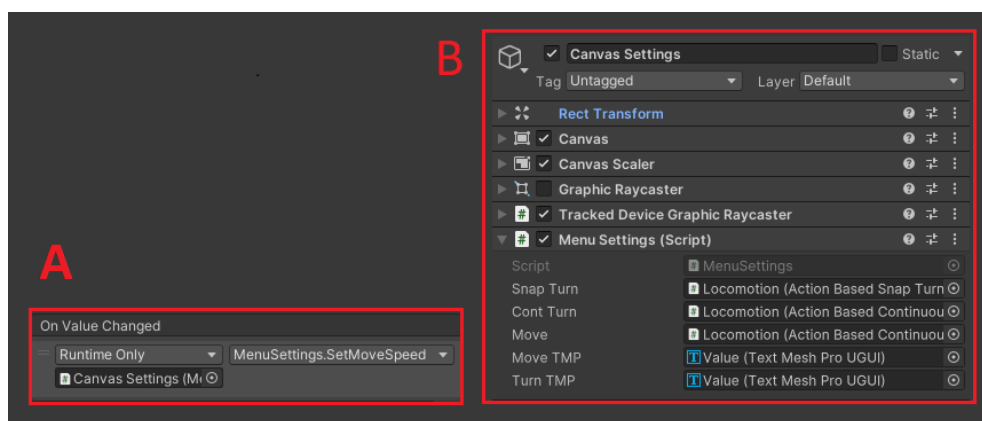 B
Canvas Settings Static
Tag Untagged Layer Default
Rect Transform
Canvas
Canvas Scaler
Graphic Raycaster
# Tracked Device Graphic Raycaster
# Menu Settings (Script)
Script # MenuSettings
Snap Turn # Locomotion (Action Based Snap Turn
Cont Turn # Locomotion (Action Based Continuou
Move # Locomotion (Action Based Continuou
Move TMP T Value (Text Mesh Pro UGUI)
Turn TMP T Value (Text Mesh Pro UGUI)
A
On Value Changed
Runtime Only MenuSettings.SetMoveSpeed
# Canvas Settings (M